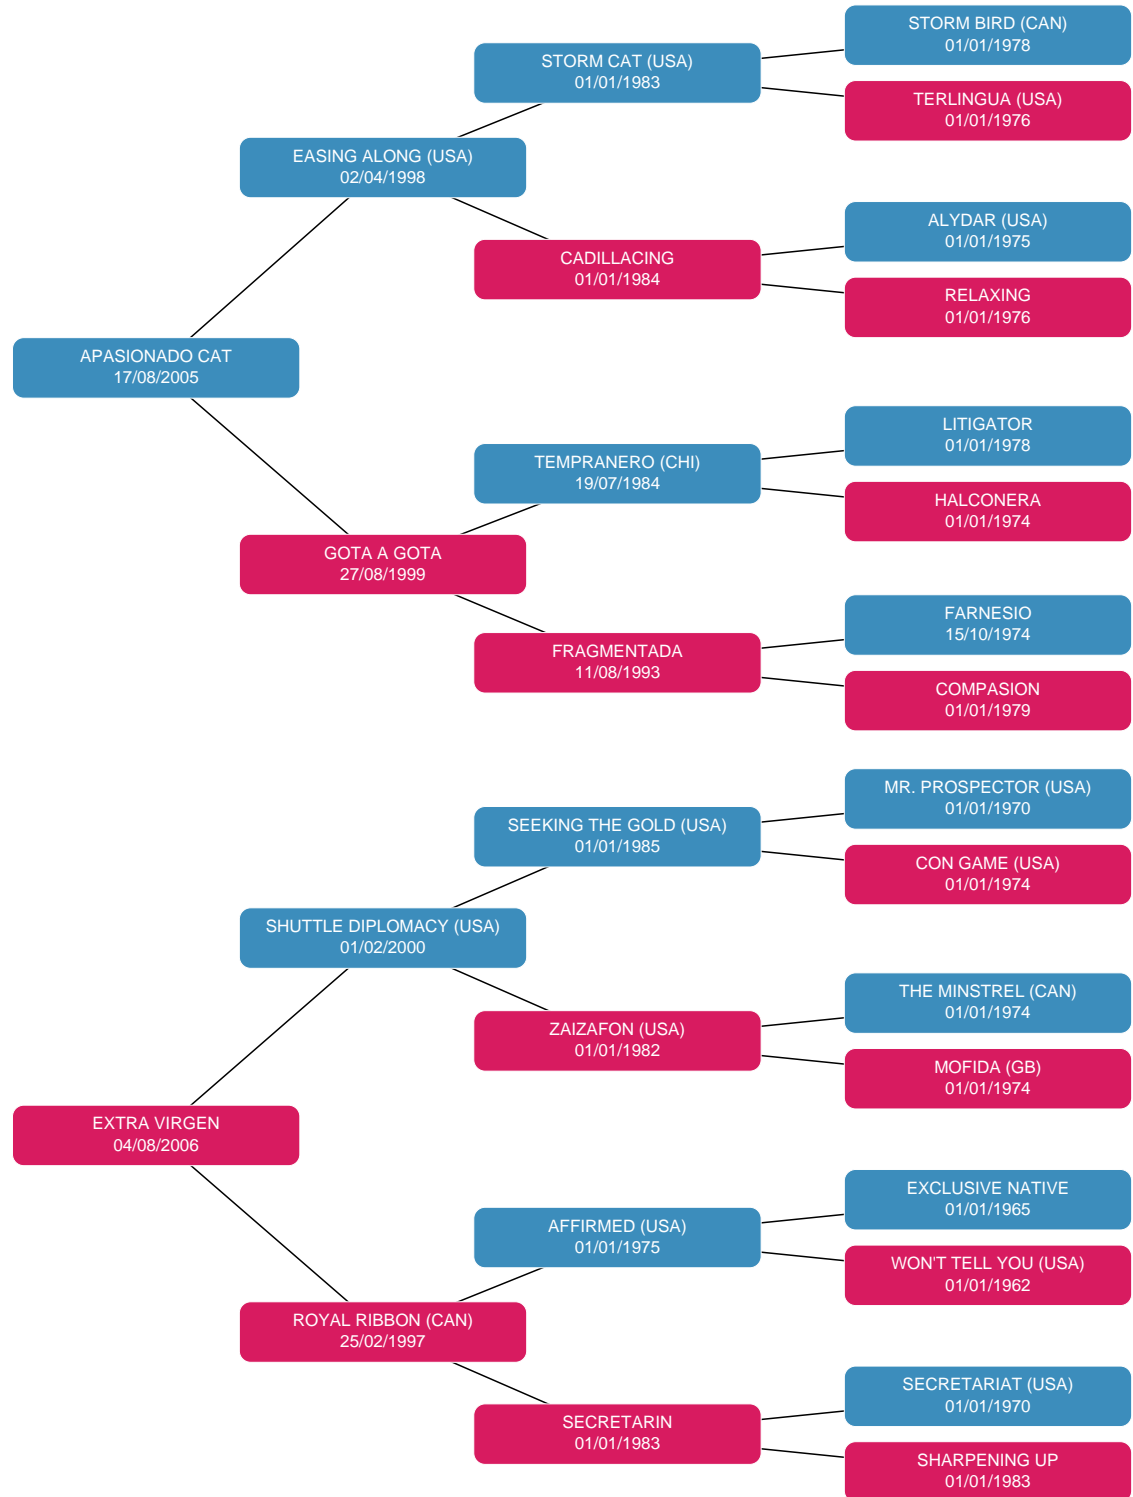 STORM BIRD (CAN)
01/01/1978
STORM CAT (USA)
01/01/1983
TERLINGUA (USA)
01/01/1976
EASING ALONG (USA)
02/04/1998
ALYDAR (USA)
01/01/1975
CADILLACING
01/01/1984
RELAXING
01/01/1976
APASIONADO CAT
17/08/2005
LITIGATOR
01/01/1978
TEMPRANERO (CHI)
19/07/1984
HALCONERA
01/01/1974
GOTA A GOTA
27/08/1999
FARNESIO
15/10/1974
FRAGMENTADA
11/08/1993
COMPASION
01/01/1979
MR. PROSPECTOR (USA)
01/01/1970
SEEKING THE GOLD (USA)
01/01/1985
CON GAME (USA)
01/01/1974
SHUTTLE DIPLOMACY (USA)
01/02/2000
THE MINSTREL (CAN)
01/01/1974
ZAIZAFON (USA)
01/01/1982
MOFIDA (GB)
01/01/1974
EXTRA VIRGEN
04/08/2006
EXCLUSIVE NATIVE
01/01/1965
AFFIRMED (USA)
01/01/1975
WON'T TELL YOU (USA)
01/01/1962
ROYAL RIBBON (CAN)
25/02/1997
SECRETARIAT (USA)
01/01/1970
SECRETARIN
01/01/1983
SHARPENING UP
01/01/1983